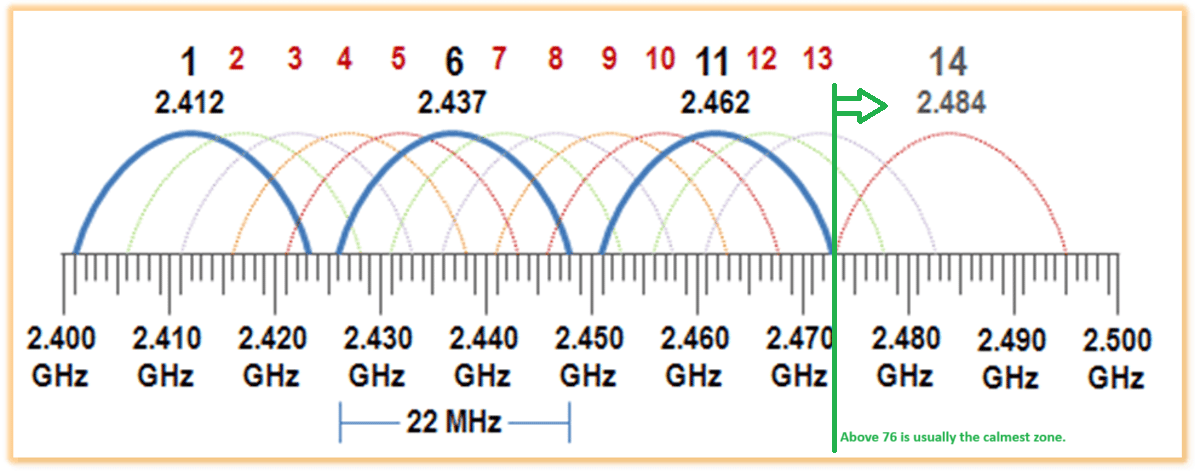 1 2 3 4 5 6 7 8 9 10 11 12 13 14
2.412 2.437 2.462 2.484
2.400 2.410 2.420 2.430 2.440 2.450 2.460 2.470 2.480 2.490 2.500
GHz GHz GHz GHz GHz GHz GHz GHz GHz GHz GHz
22 MHz
Above 76 is usually the calmest zone.